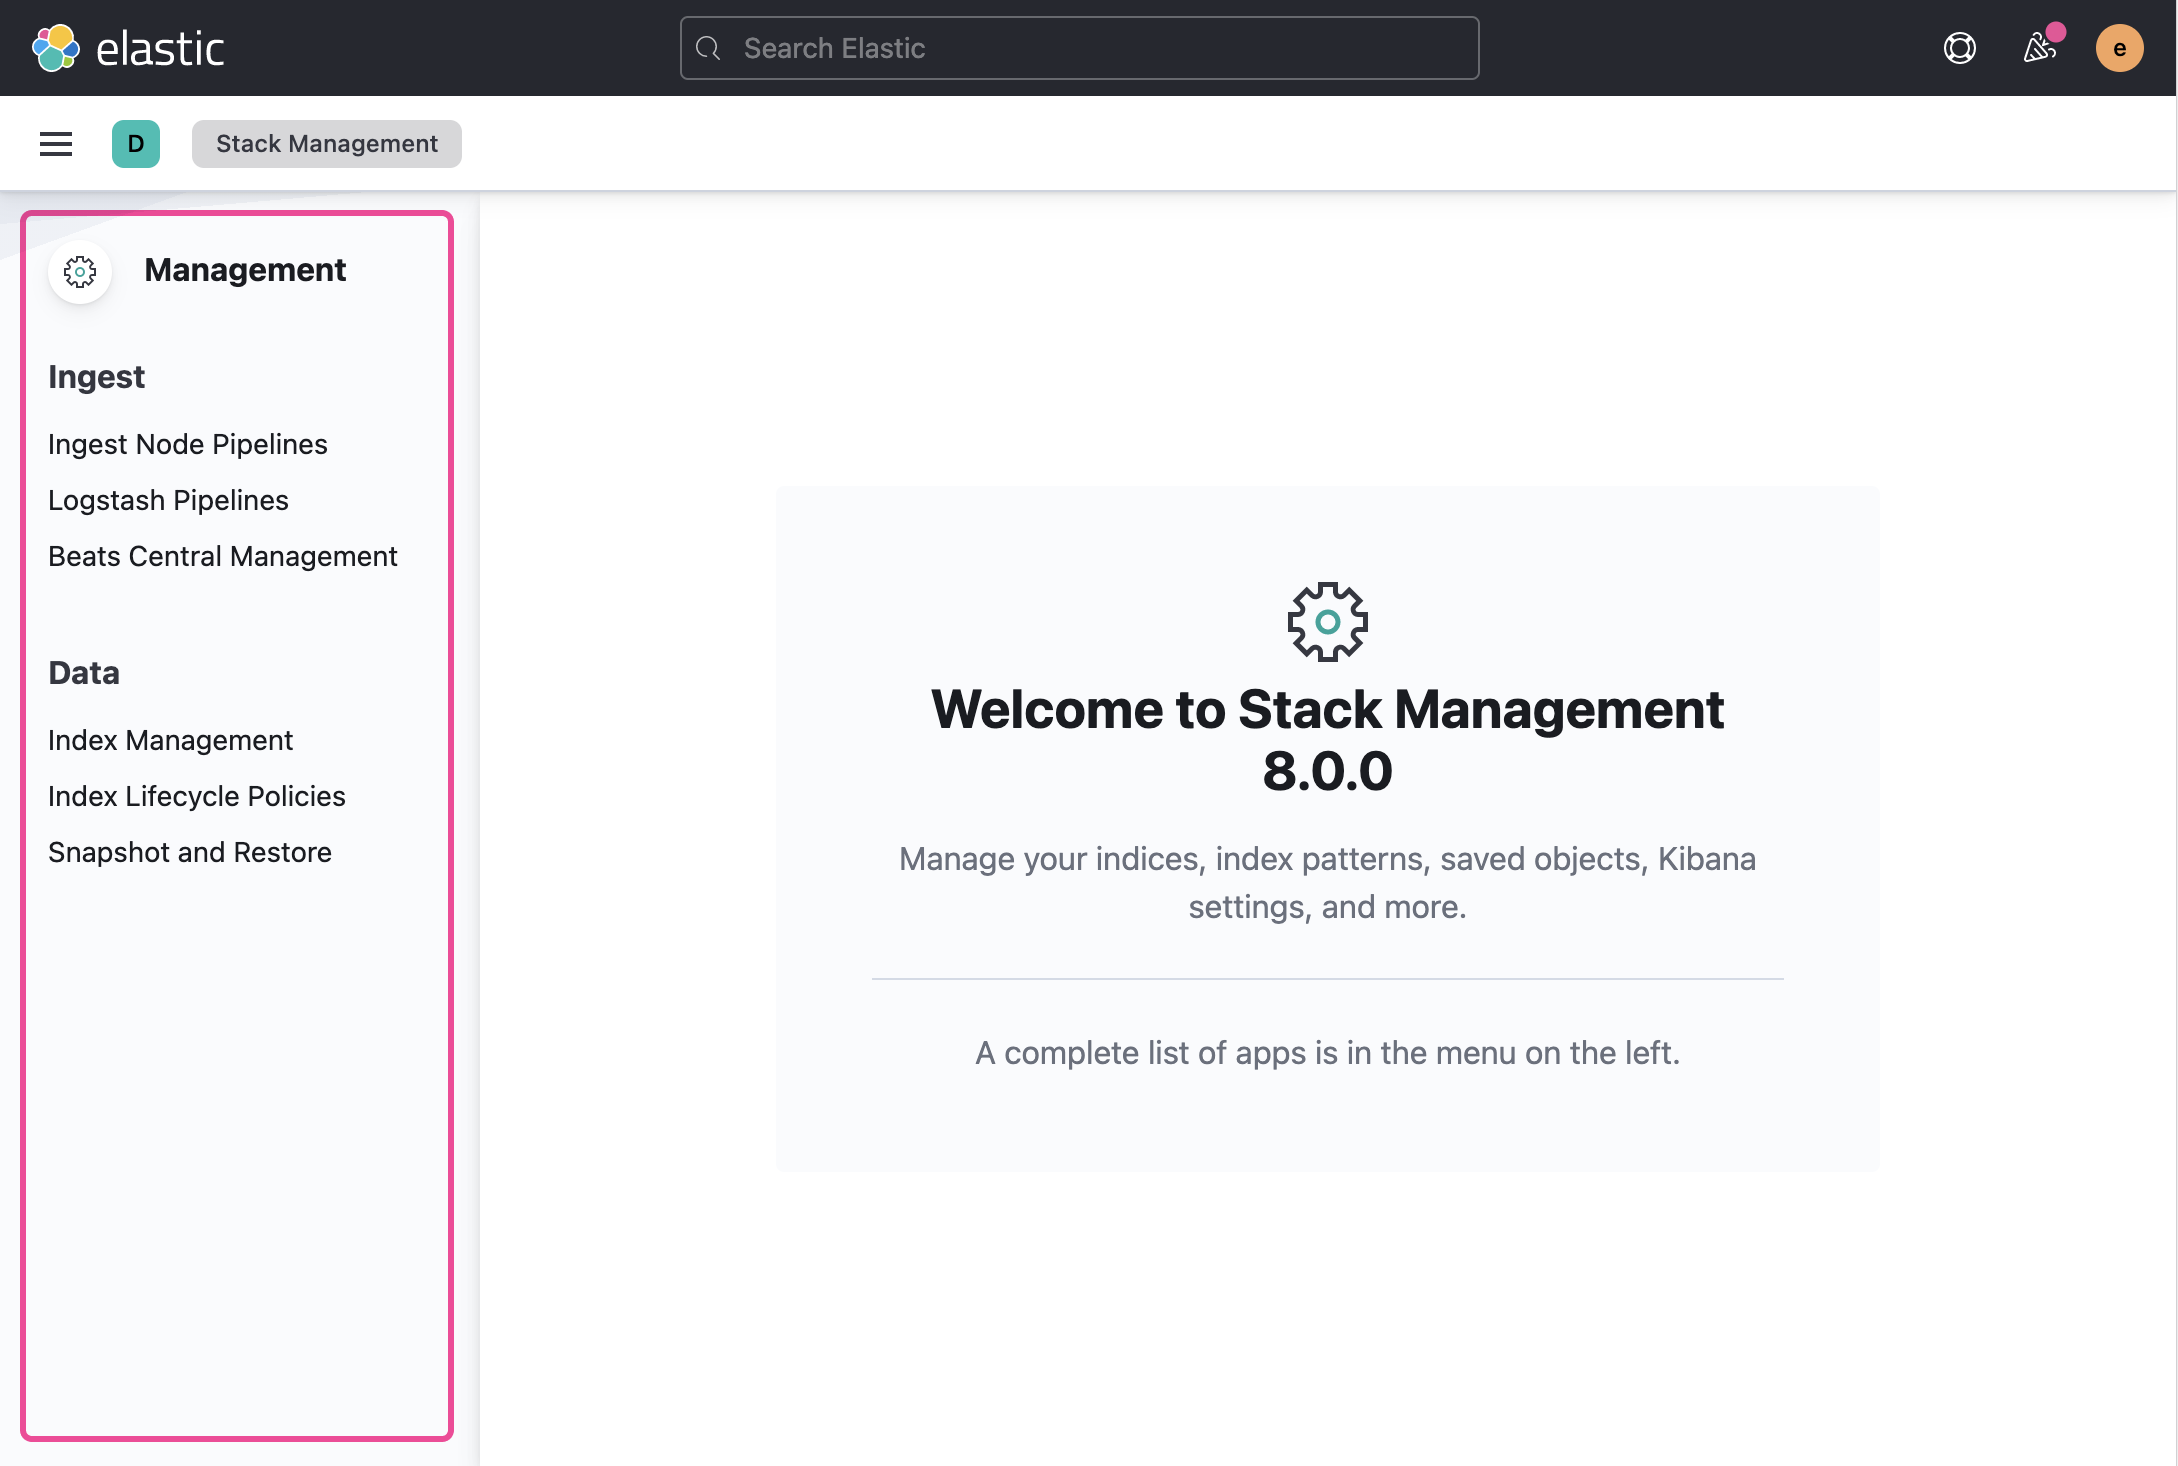 elastic
Search Elastic
e
D
Stack Management
Management
Ingest
Ingest Node Pipelines
Logstash Pipelines
Beats Central Management
Data
Index Management
Index Lifecycle Policies
Snapshot and Restore
Welcome to Stack Management
8.0.0
Manage your indices, index patterns, saved objects, Kibana
settings, and more.
A complete list of apps is in the menu on the left.